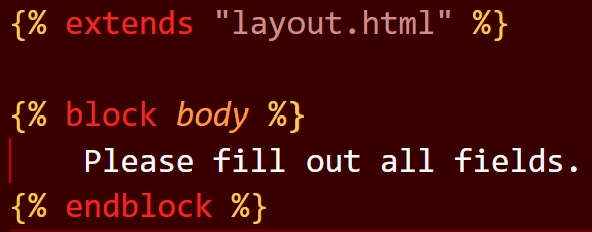 {% extends "layout.html" %}
{% block body %}
Please fill out all fields.
{% endblock %}